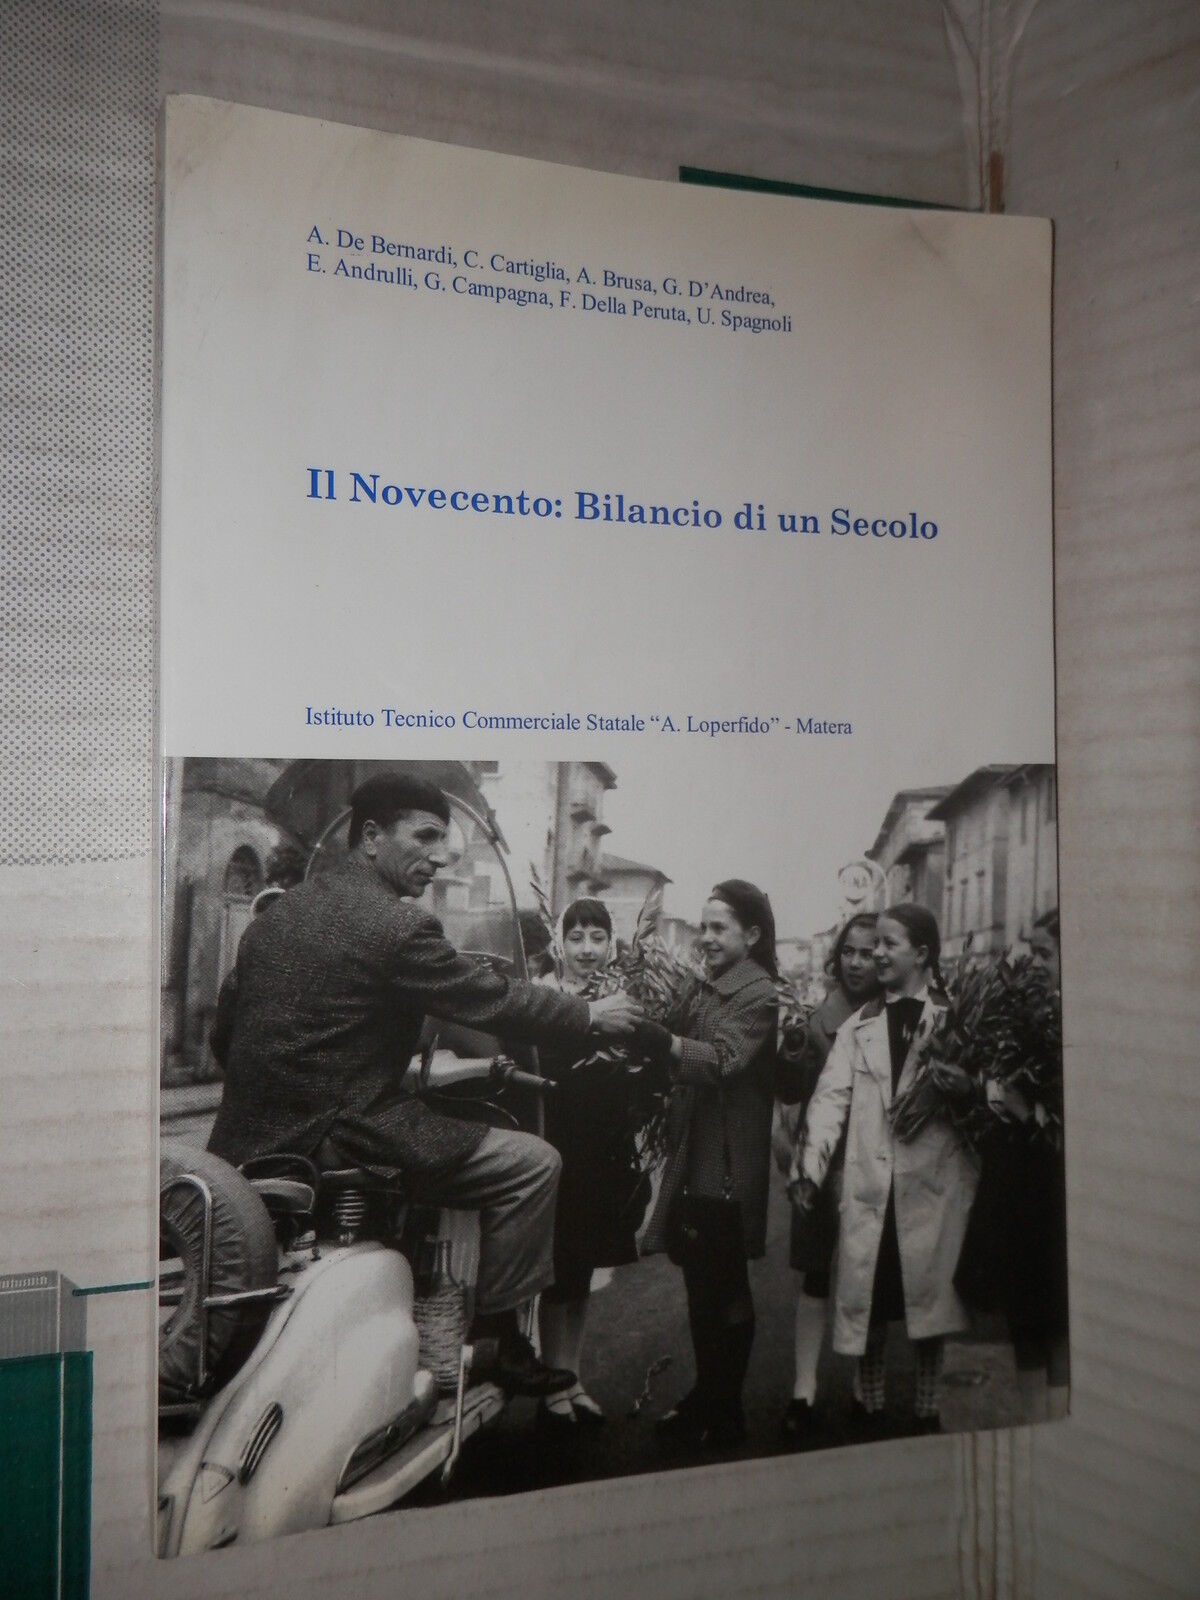 A. De Bernardi, C. Cartiglia, A. Brusa, G. D'Andrea,
E. Andrulli, G. Campagna, F. Della Peruta, U. Spagnoli
Il Novecento: Bilancio di un Secolo
Istituto Tecnico Commerciale Statale “A. Loperfido” - Matera